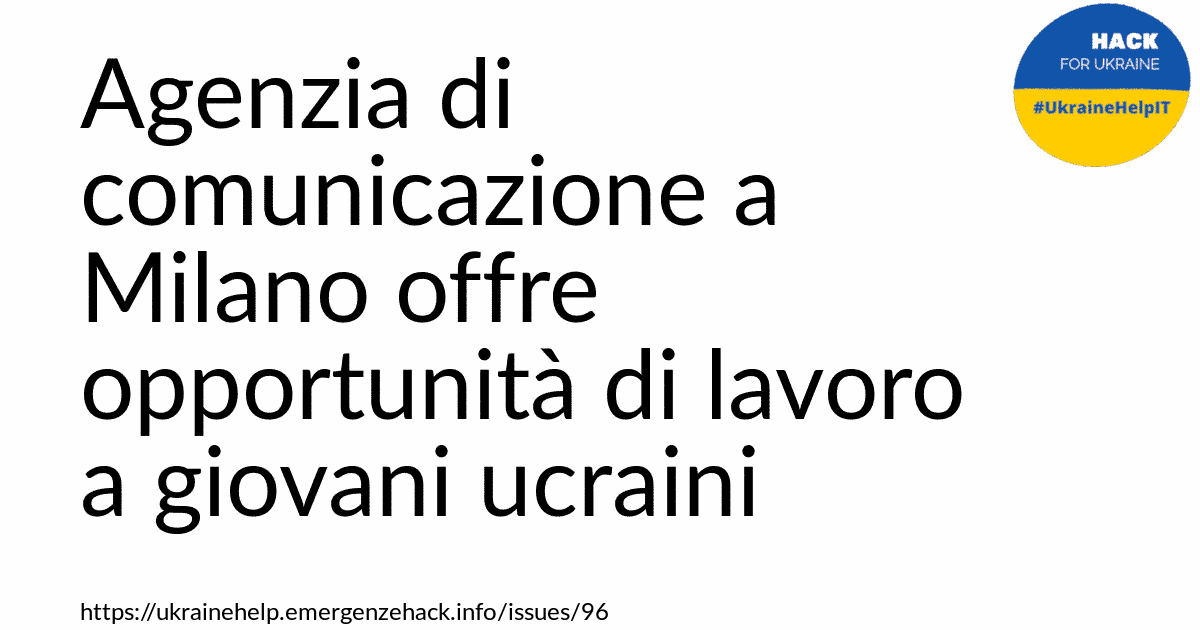 HACK
FOR UKRAINE
#UkraineHelpIT
Agenzia di
comunicazione a
Milano offre
opportunità di lavoro
a giovani ucraini
https://ukrainehelp.emergenzehack.info/issues/96